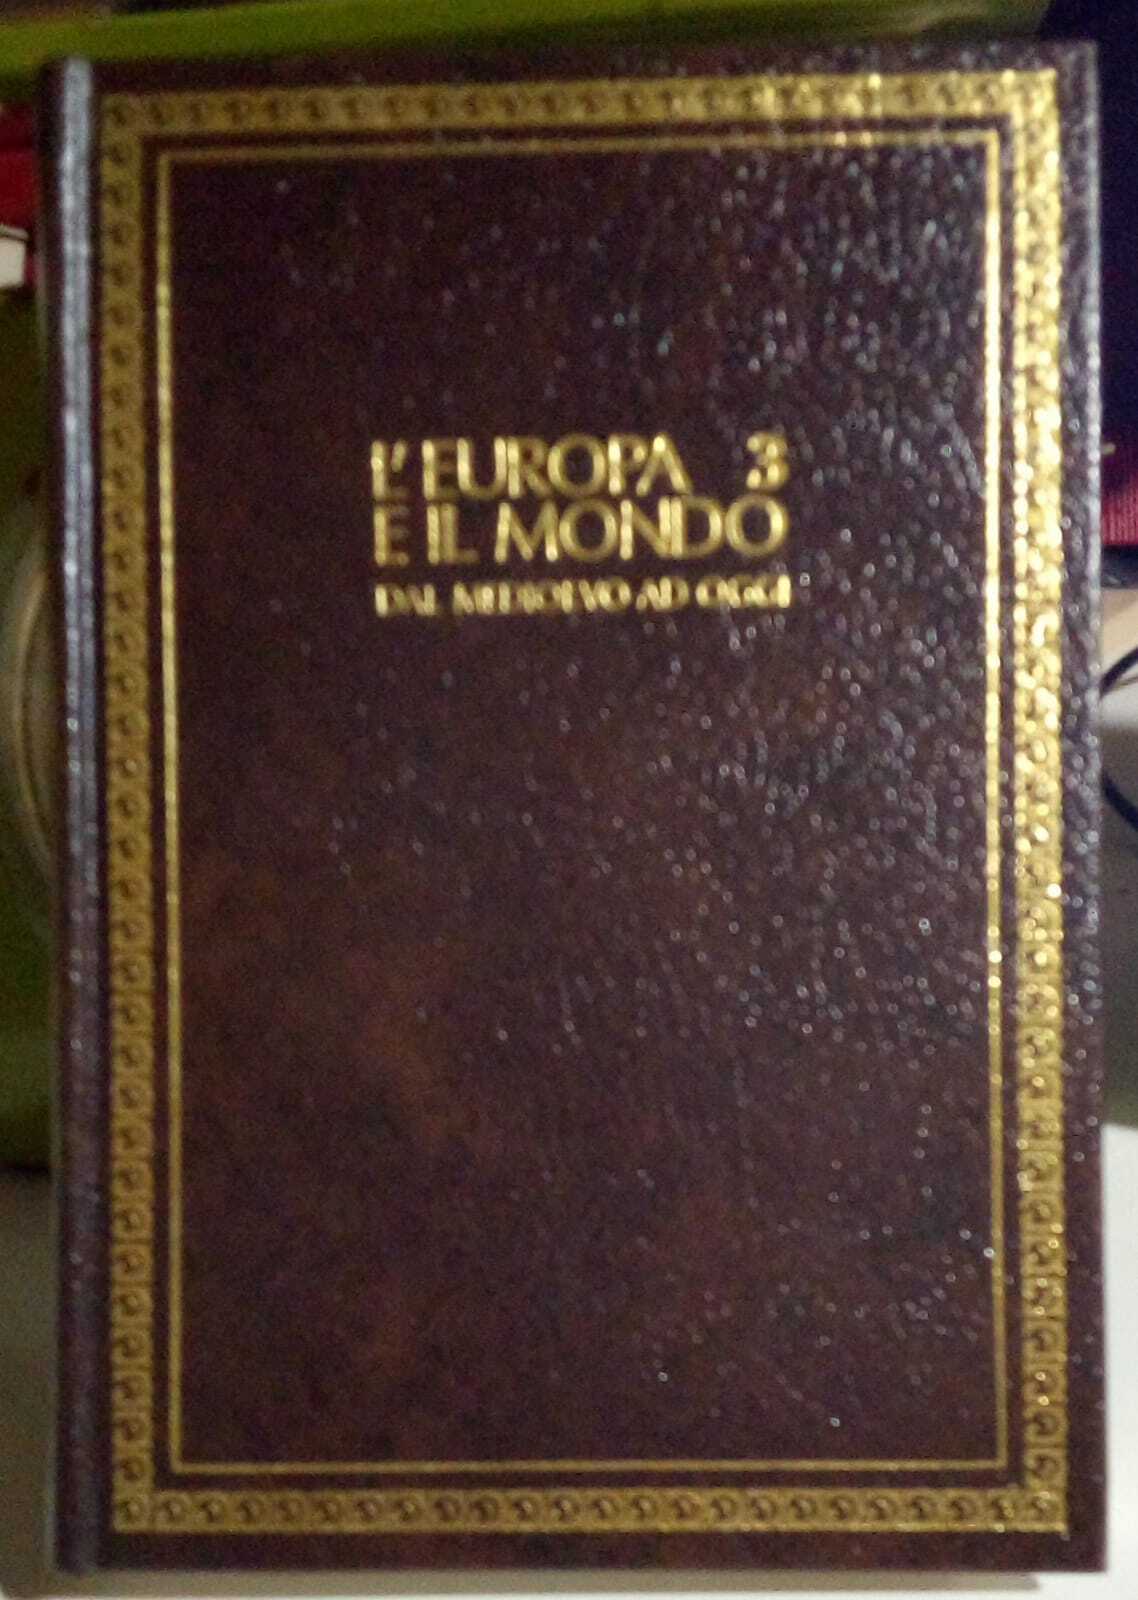 L'EUROPA 3
E IL MONDO
DAL MEDIOEVO AD OGGI